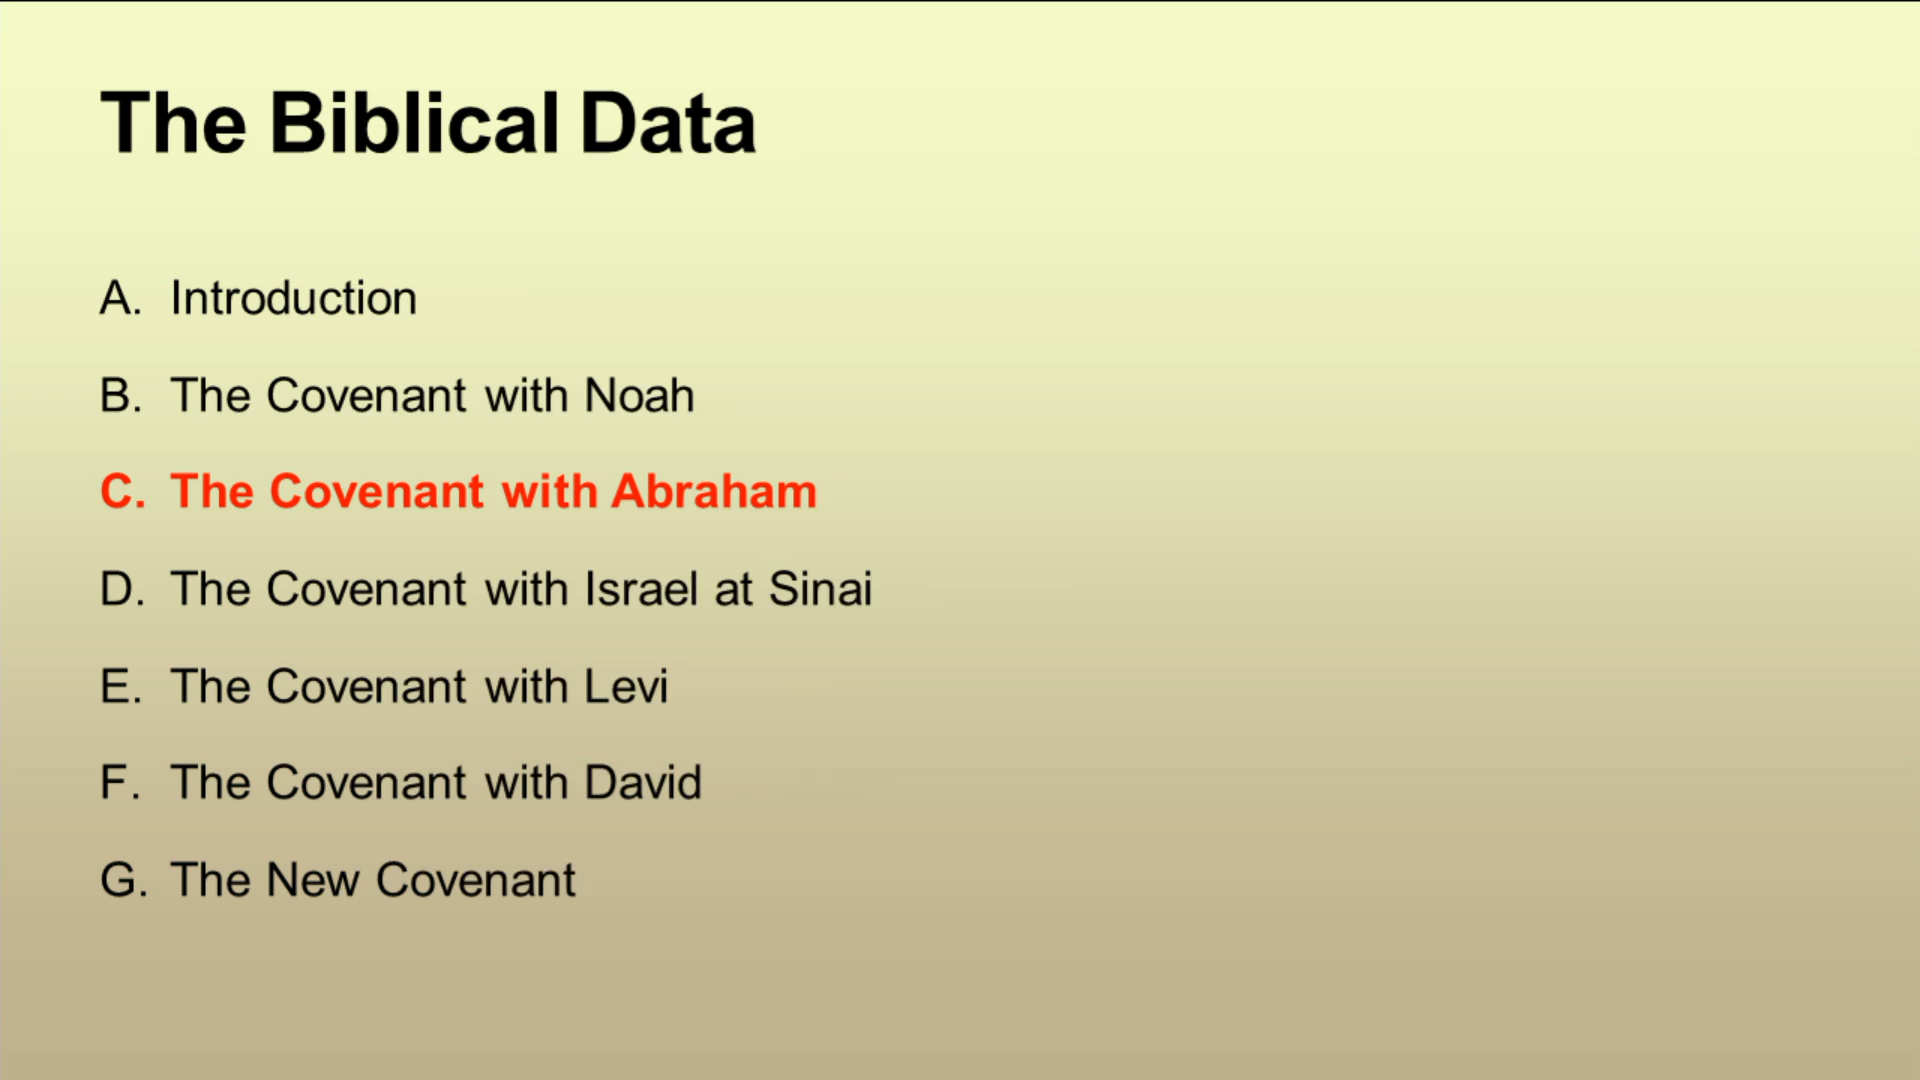 The Biblical Data
A. Introduction
B. The Covenant with Noah
C. The Covenant with Abraham
D. The Covenant with Israel at Sinai
E. The Covenant with Levi
F. The Covenant with David
G. The New Covenant